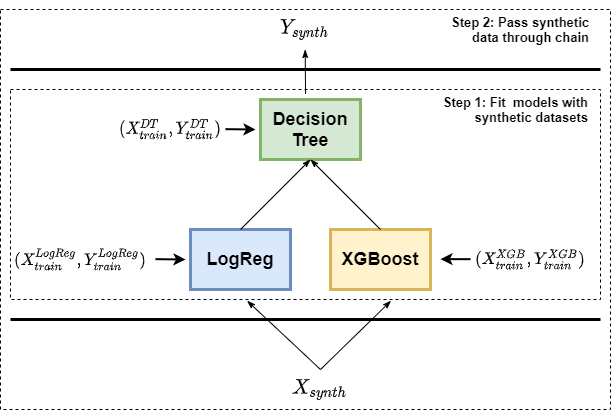 Y_{synth}
Step 2: Pass synthetic
data through chain
Step 1: Fit models with
synthetic datasets
(X_{train}^{DT}, Y_{train}^{DT})
Decision
Tree
(X_{train}^{LogReg}, Y_{train}^{LogReg})
LogReg
XGBoost
(X_{train}^{XGB}, Y_{train}^{XGB})
X_{synth}